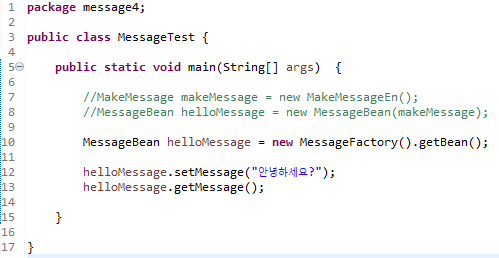 1 package message4;
2
3 public class MessageTest {
4
5 public static void main(String[] args)  {
6
7 //MakeMessage makeMessage = new MakeMessageEn();
8 //MessageBean helloMessage = new MessageBean(makeMessage);
9
10 MessageBean helloMessage = new MessageFactory().getBean();
11
12 helloMessage.setMessage("안녕하세요?");
13 helloMessage.getMessage();
14
15 }
16
17 }